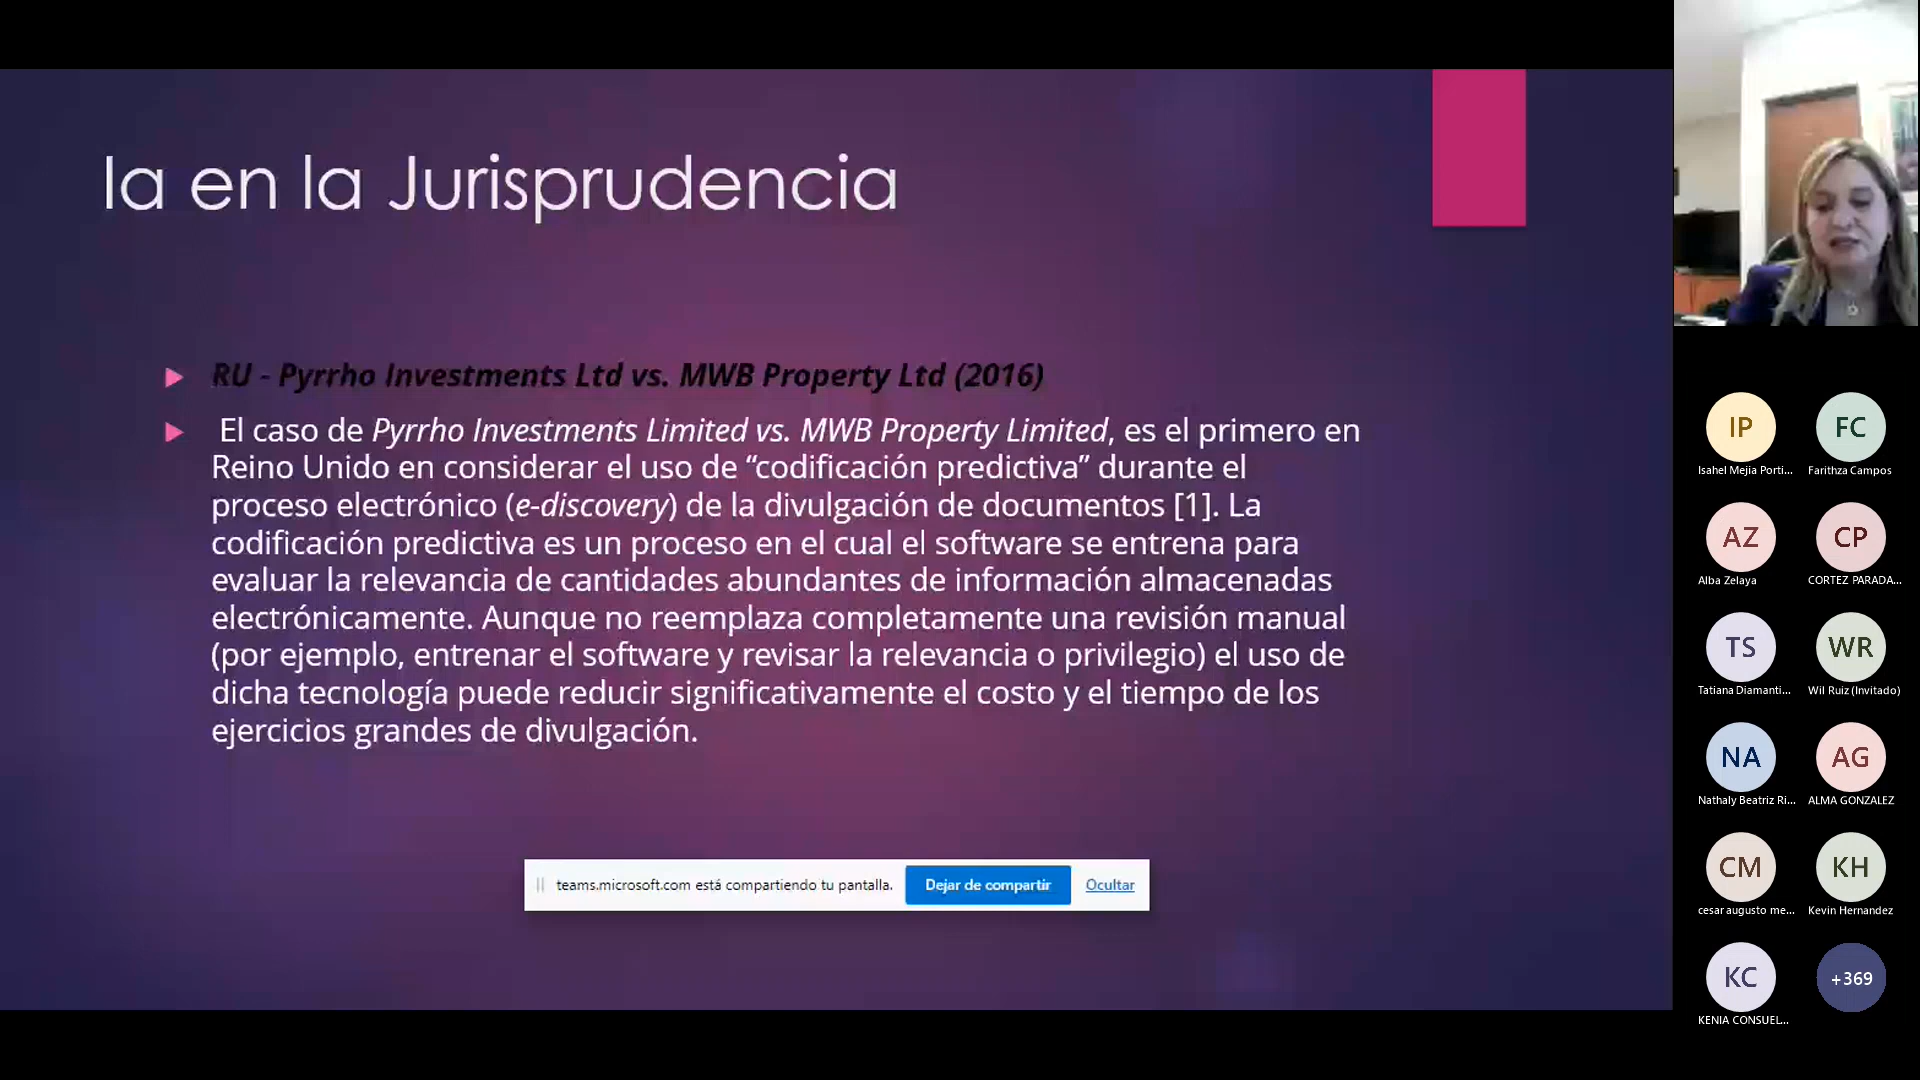 Ia en la Jurisprudencia
RU - Pyrrho Investments Ltd vs. MWB Property Ltd (2016)
El caso de Pyrrho Investments Limited vs. MWB Property Limited, es el primero en
Reino Unido en considerar el uso de “codificación predictiva” durante el
proceso electrónico (e-discovery) de la divulgación de documentos [1]. La
codificación predictiva es un proceso en el cual el software se entrena para
evaluar la relevancia de cantidades abundantes de información almacenadas
electrónicamente. Aunque no reemplaza completamente una revisión manual
(por ejemplo, entrenar el software y revisar la relevancia o privilegio) el uso de
dicha tecnología puede reducir significativamente el costo y el tiempo de los
ejercicios grandes de divulgación.
teams.microsoft.com está compartiendo tu pantalla. Dejar de compartir Ocultar
IP FC
Isahel Mejia Porti... Farithza Campos
AZ CP
Alba Zelaya CORTEZ PARADA...
TS WR
Tatiana Diamanti... Wil Ruiz (Invitado)
NA AG
Nathaly Beatriz Ri... ALMA GONZALEZ
CM KH
cesar augusto me... Kevin Hernandez
KC +369
KENIA CONSUEL...